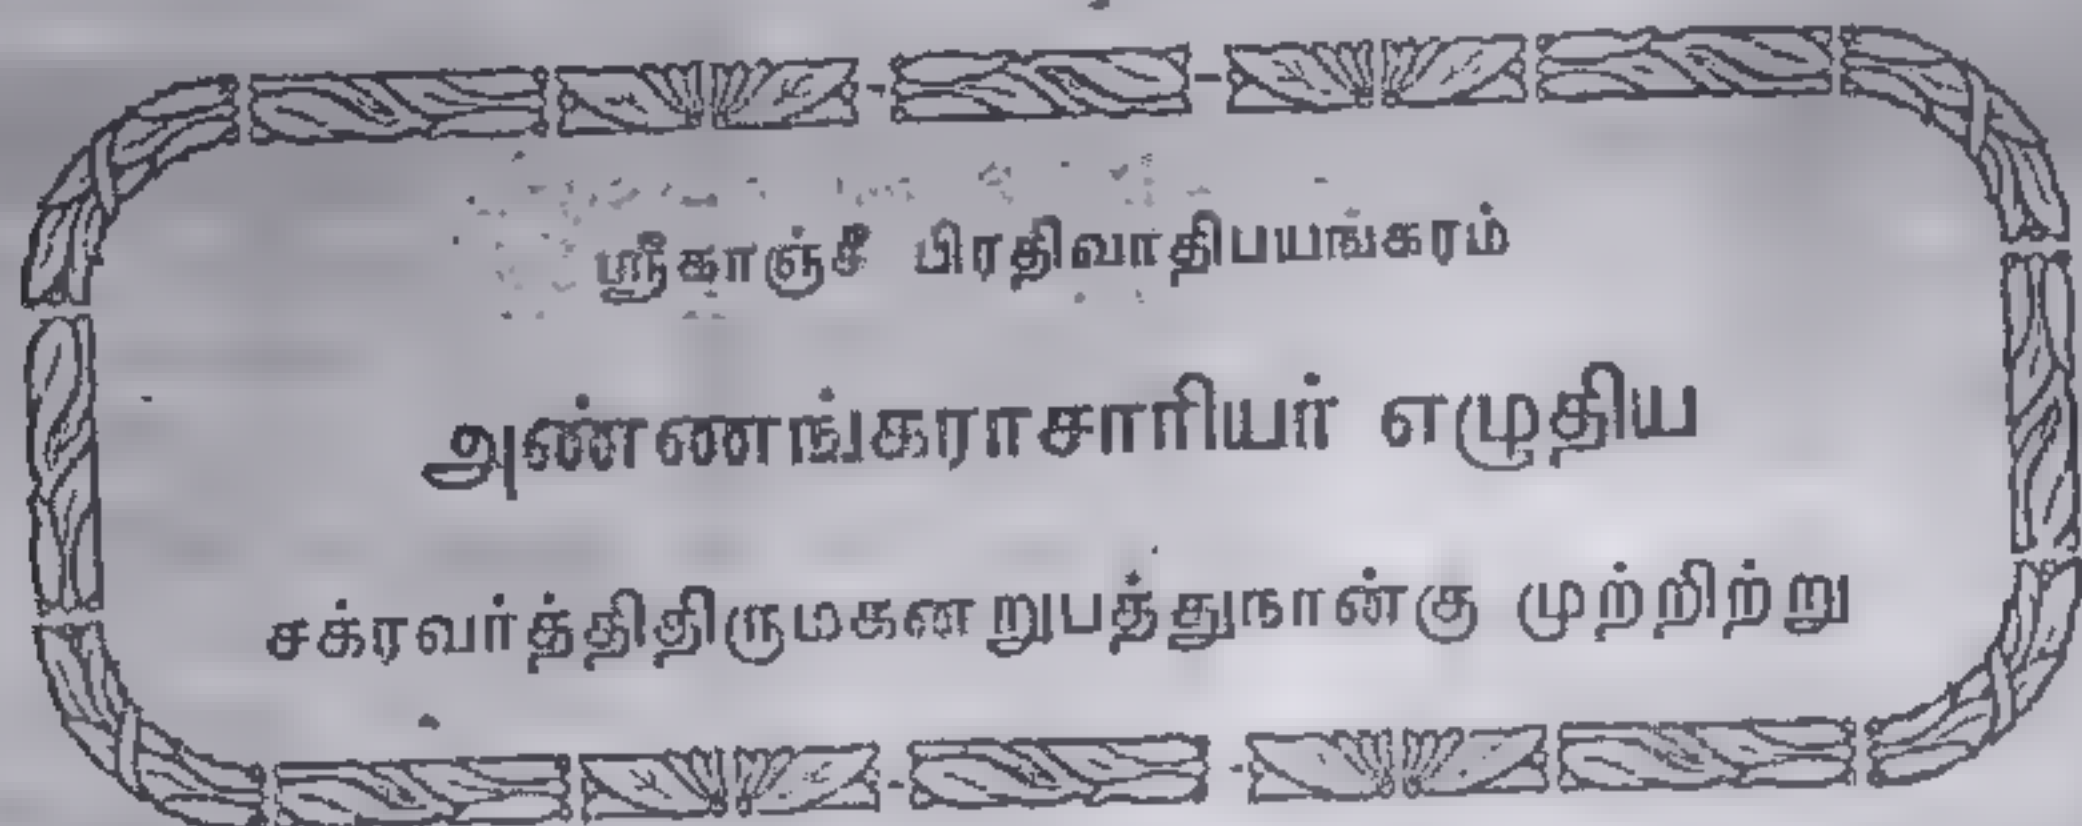 ஸ்ரீகாஞ்சீ பிரதிவாதிபயங்கரம்
அண்ணங்கராசாரியர் எழுதிய
சக்ரவர்த்திதிருமகனறுபத்துநான்கு முற்றிற்று